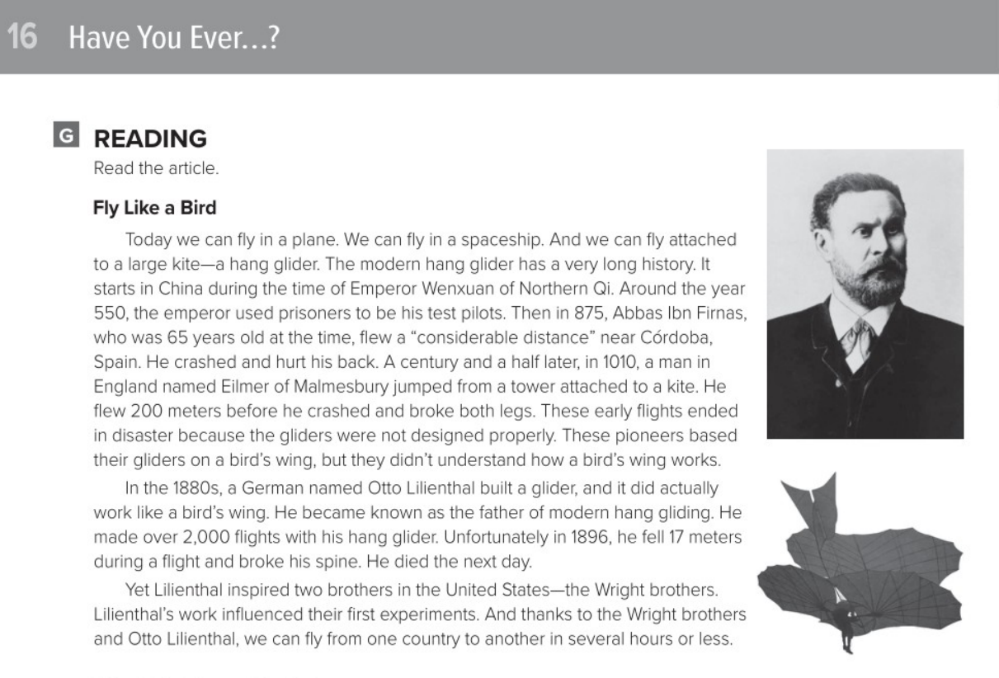 16 Have You Ever...?
G READING
Read the article.
Fly Like a Bird
Today we can fly in a plane. We can fly in a spaceship. And we can fly attached
to a large kite—a hang glider. The modern hang glider has a very long history. It
starts in China during the time of Emperor Wenxuan of Northern Qi. Around the year
550, the emperor used prisoners to be his test pilots. Then in 875, Abbas Ibn Firnas,
who was 65 years old at the time, flew a “considerable distance” near Córdoba,
Spain. He crashed and hurt his back. A century and a half later, in 1010, a man in
England named Eilmer of Malmesbury jumped from a tower attached to a kite. He
flew 200 meters before he crashed and broke both legs. These early flights ended
in disaster because the gliders were not designed properly. These pioneers based
their gliders on a bird’s wing, but they didn’t understand how a bird’s wing works.
In the 1880s, a German named Otto Lilienthal built a glider, and it did actually
work like a bird’s wing. He became known as the father of modern hang gliding. He
made over 2,000 flights with his hang glider. Unfortunately in 1896, he fell 17 meters
during a flight and broke his spine. He died the next day.
Yet Lilienthal inspired two brothers in the United States—the Wright brothers.
Lilienthal’s work influenced their first experiments. And thanks to the Wright brothers
and Otto Lilienthal, we can fly from one country to another in several hours or less.